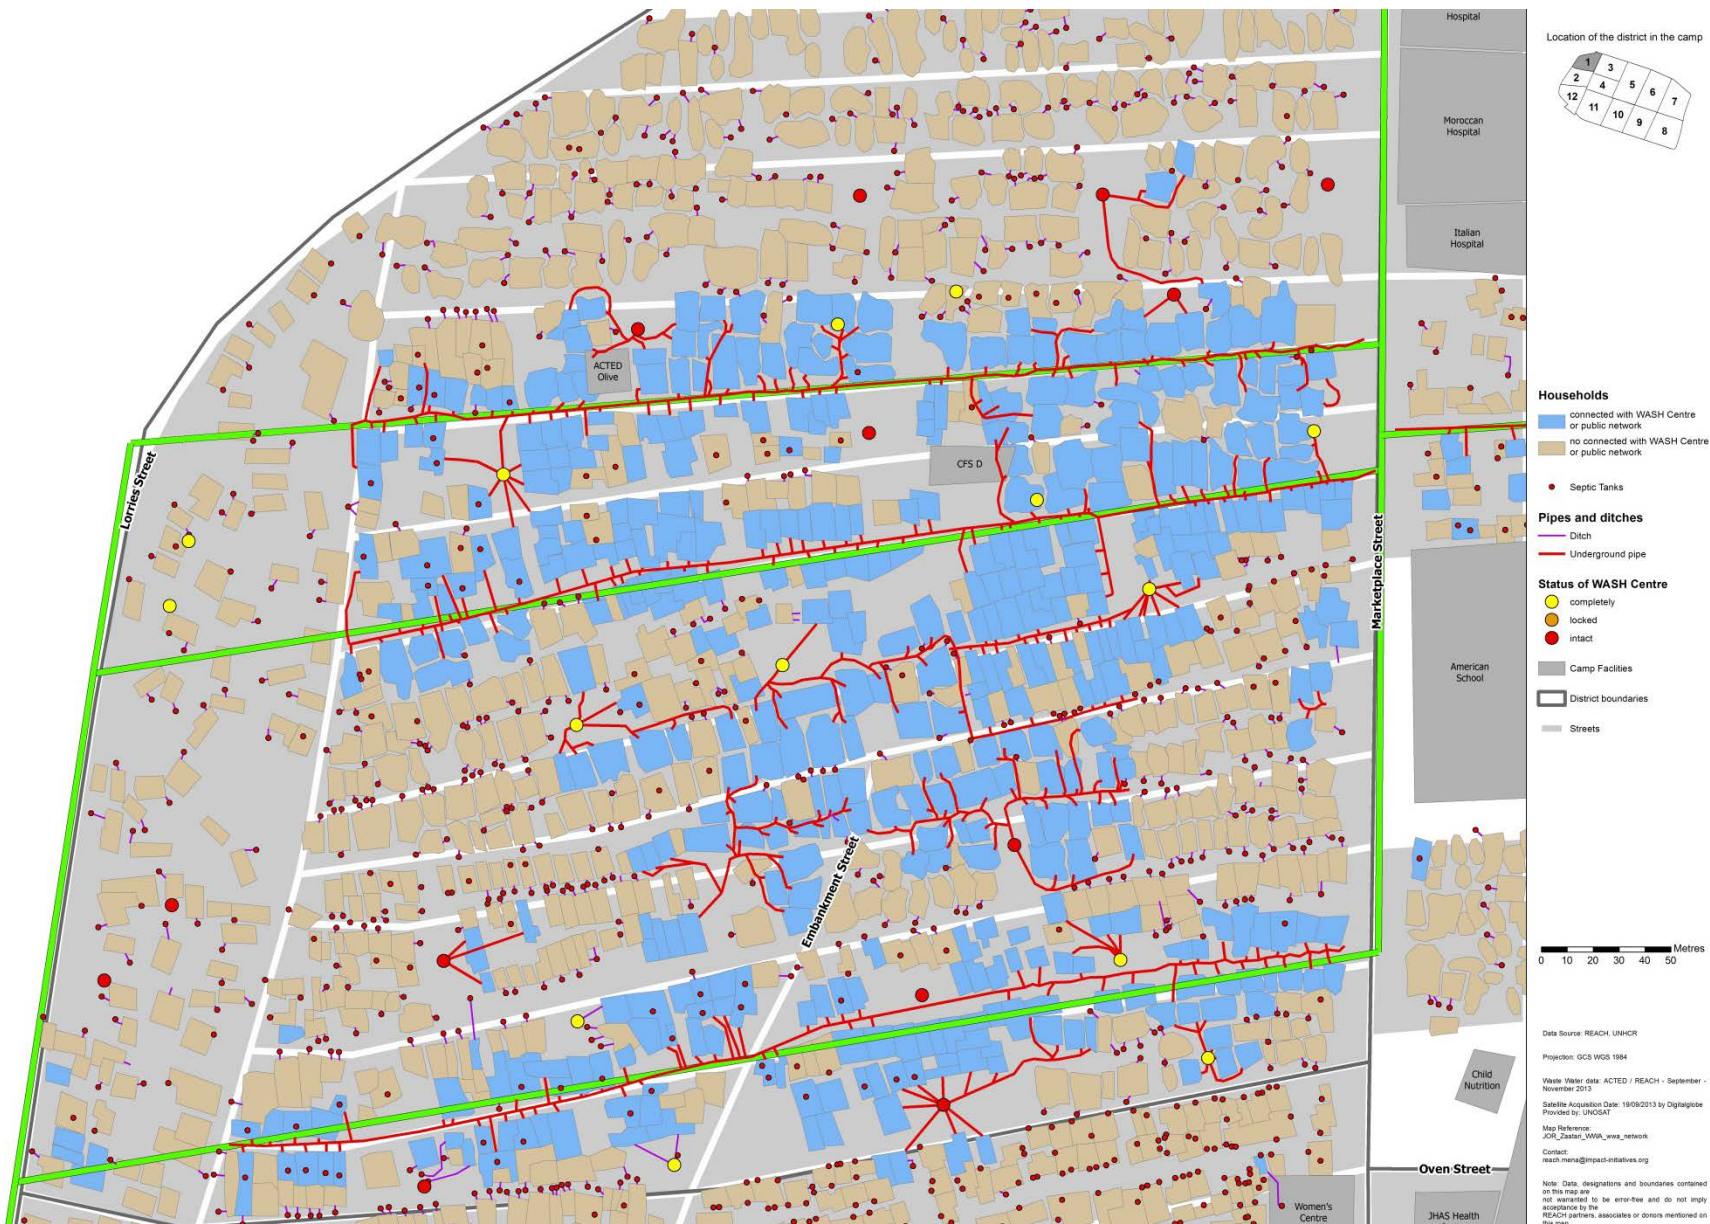 Hospital
Moroccan
Hospital
Italian
Hospital
ACTED
Olive
CFS D
Lorries Street
Marketplace Street
Embankment Street
American
School
Child
Nutrition
Oven Street
Women's
Centre
JHAS Health
Location of the district in the camp
1
3
2
4
5
6
7
12
11
10
9
8
Households
connected with WASH Centre
or public network
no connected with WASH Centre
or public network
Septic Tanks
Pipes and ditches
Ditch
Underground pipe
Status of WASH Centre
completely
locked
intact
Camp Faclities
District boundaries
Streets
Metres
0 10 20 30 40 50
Data Source: REACH, UNHCR
Projection: GCS WGS 1984
Waste Water data: ACTED / REACH - September -
November 2013
Satellite Acquisition Date: 19/09/2013 by Digitalglobe
Provided by: UNOSAT
Map Reference:
JOR_Zaatari_WWA_wwa_network
Contact:
reach.mena@impact-initiatives.org
Note: Data, designations and boundaries contained
on this map are
not warranted to be error-free and do not imply
acceptance by the
REACH partners, associates or donors mentioned on
this map